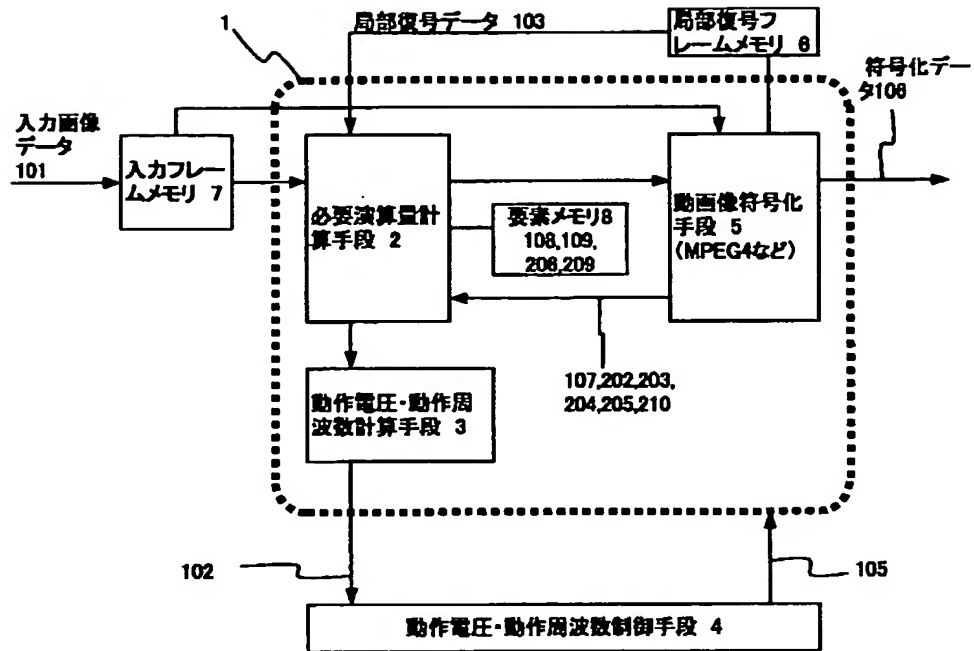 局部復号データ 103
局部復号フ
レームメモリ 6
1
符号化デー
タ106
入力画像
データ
101
入力フレー
ムメモリ 7
必要演算量計
算手段 2
要素メモリ8
108,109,
206,209
動画像符号化
手段 5
(MPEG4など)
107,202,203,
204,205,210
動作電圧・動作周
波数計算手段 3
102
105
動作電圧・動作周波数制御手段 4